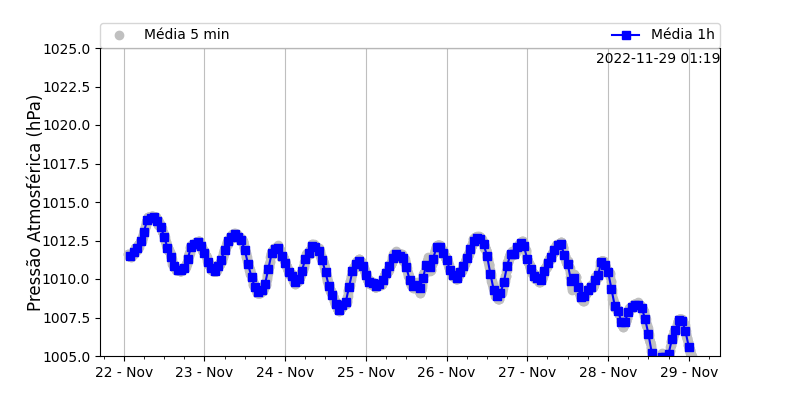 Média 5 min
Média 1h
2022-11-29 01:19
Pressão Atmosférica (hPa)
1025.0
1022.5
1020.0
1017.5
1015.0
1012.5
1010.0
1007.5
1005.0
22 - Nov
23 - Nov
24 - Nov
25 - Nov
26 - Nov
27 - Nov
28 - Nov
29 - Nov